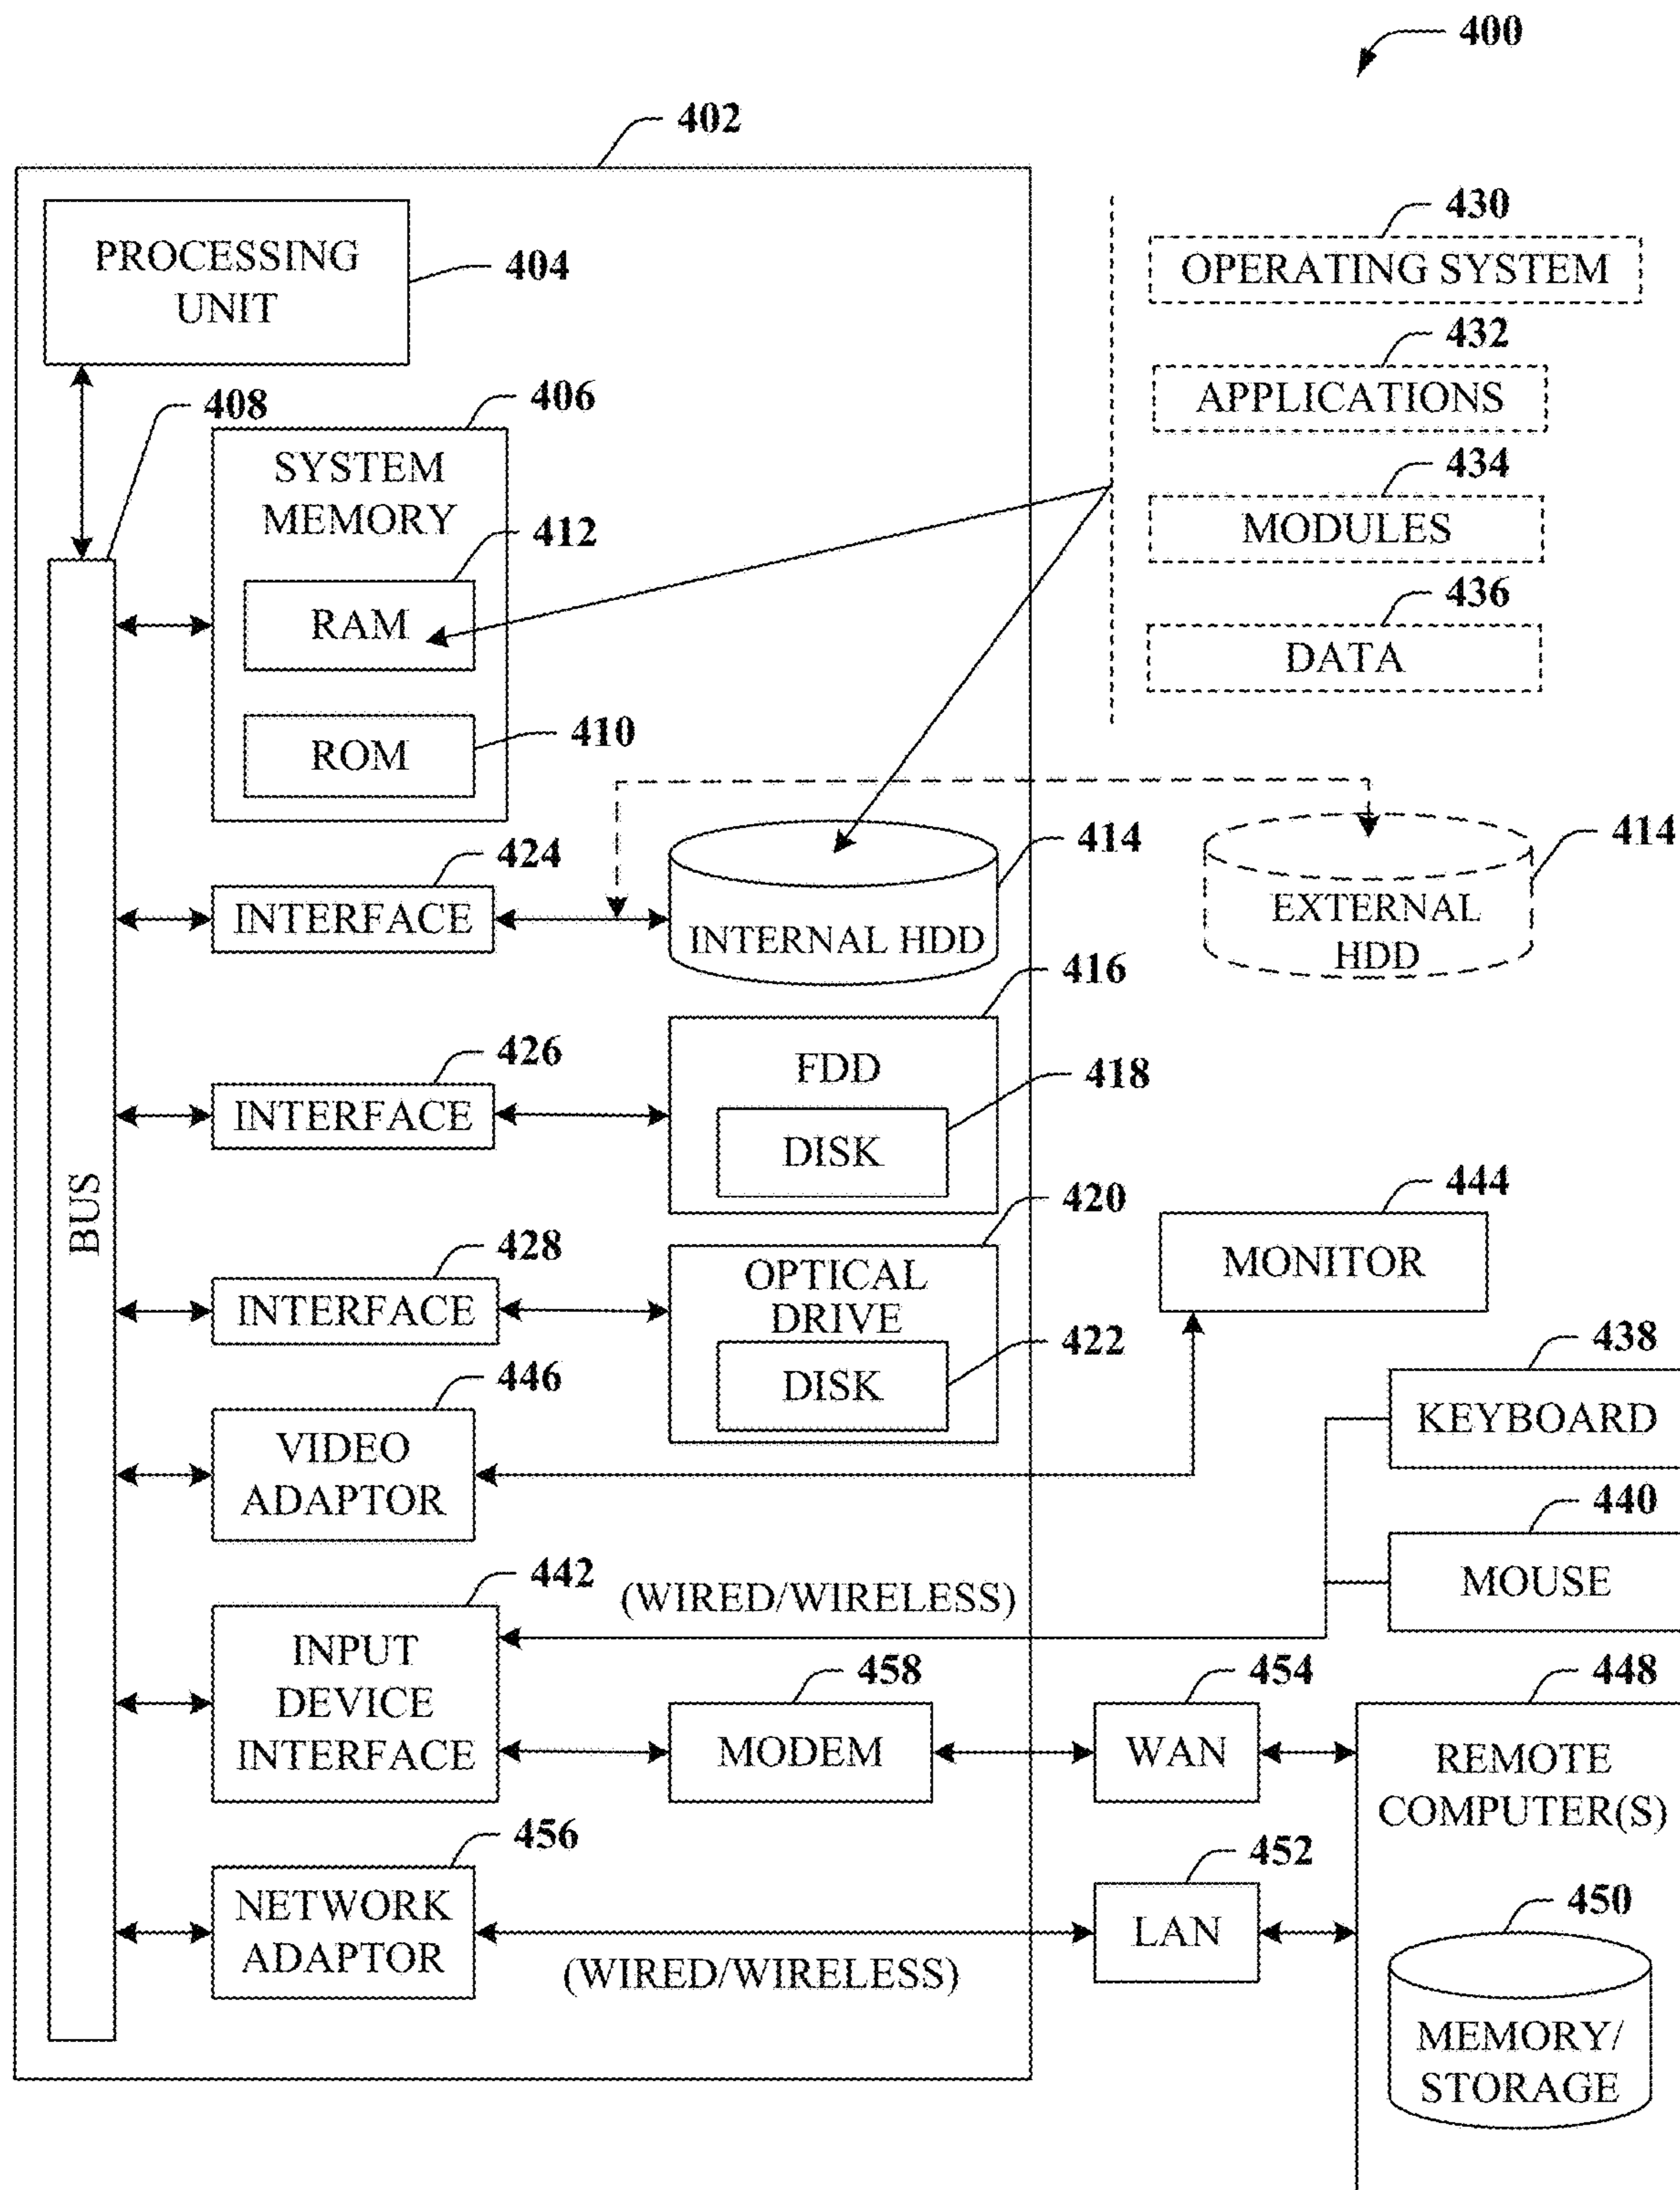 400
402
PROCESSING
UNIT
404
430
OPERATING SYSTEM
432
APPLICATIONS
434
MODULES
436
DATA
408
406
SYSTEM
MEMORY
412
RAM
410
ROM
424
INTERFACE
414
INTERNAL HDD
414
EXTERNAL
HDD
426
INTERFACE
416
FDD
418
DISK
BUS
428
INTERFACE
420
OPTICAL
DRIVE
422
DISK
444
MONITOR
446
VIDEO
ADAPTOR
438
KEYBOARD
440
MOUSE
442
(WIRED/WIRELESS)
INPUT
DEVICE
INTERFACE
458
MODEM
454
WAN
448
REMOTE
COMPUTER(S)
456
NETWORK
ADAPTOR
(WIRED/WIRELESS)
452
LAN
450
MEMORY/
STORAGE